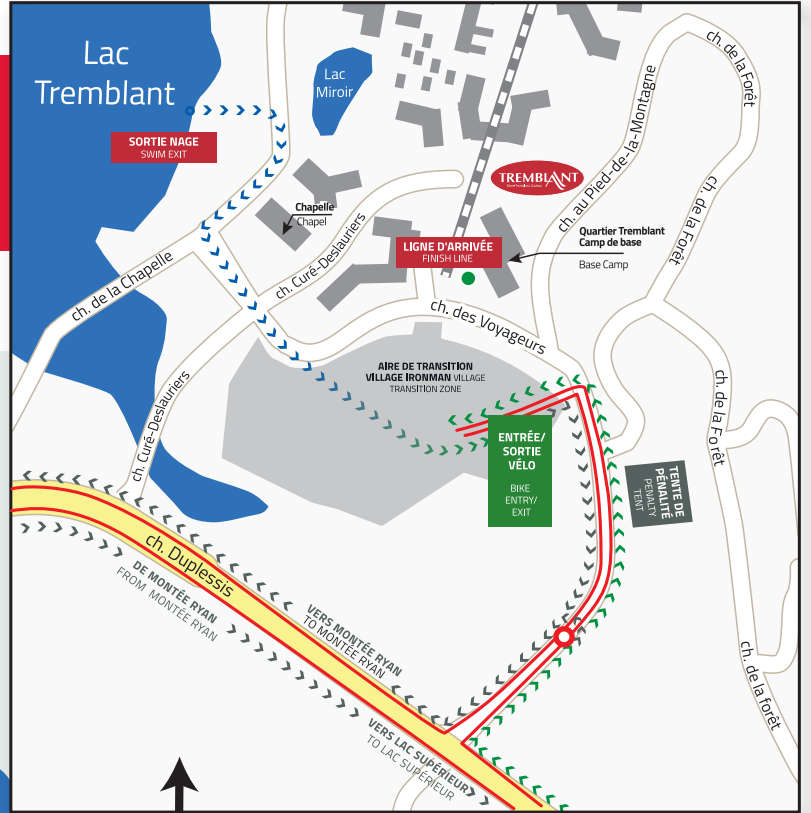 Lac
Tremblant
Lac
Miroir
SORTIE NAGE
SWIM EXIT
TREMBLANT
Chapelle
Chapel
LIGNE D'ARRIVÉE
FINISH LINE
Quartier Tremblant
Camp de base
Base Camp
ch. de la Forêt
ch. au Pied-de-la-Montagne
ch. de la Forêt
ch. Curé-Deslauriers
ch. de la Chapelle
ch. des Voyageurs
AIRE DE TRANSITION
VILLAGE IRONMAN VILLAGE
TRANSITION ZONE
ch. Curé-Deslauriers
ch. de la Forêt
ENTRÉE/
SORTIE
VÉLO
BIKE
ENTRY/
EXIT
TENTE DE
PÉNALITÉ
PENALTY
TENT
ch. Duplessis
DE MONTÉE RYAN
FROM MONTÉE RYAN
VERS MONTÉE RYAN
TO MONTÉE RYAN
VERS LAC SUPÉRIEUR
TO LAC SUPÉRIEUR
ch. de la forêt